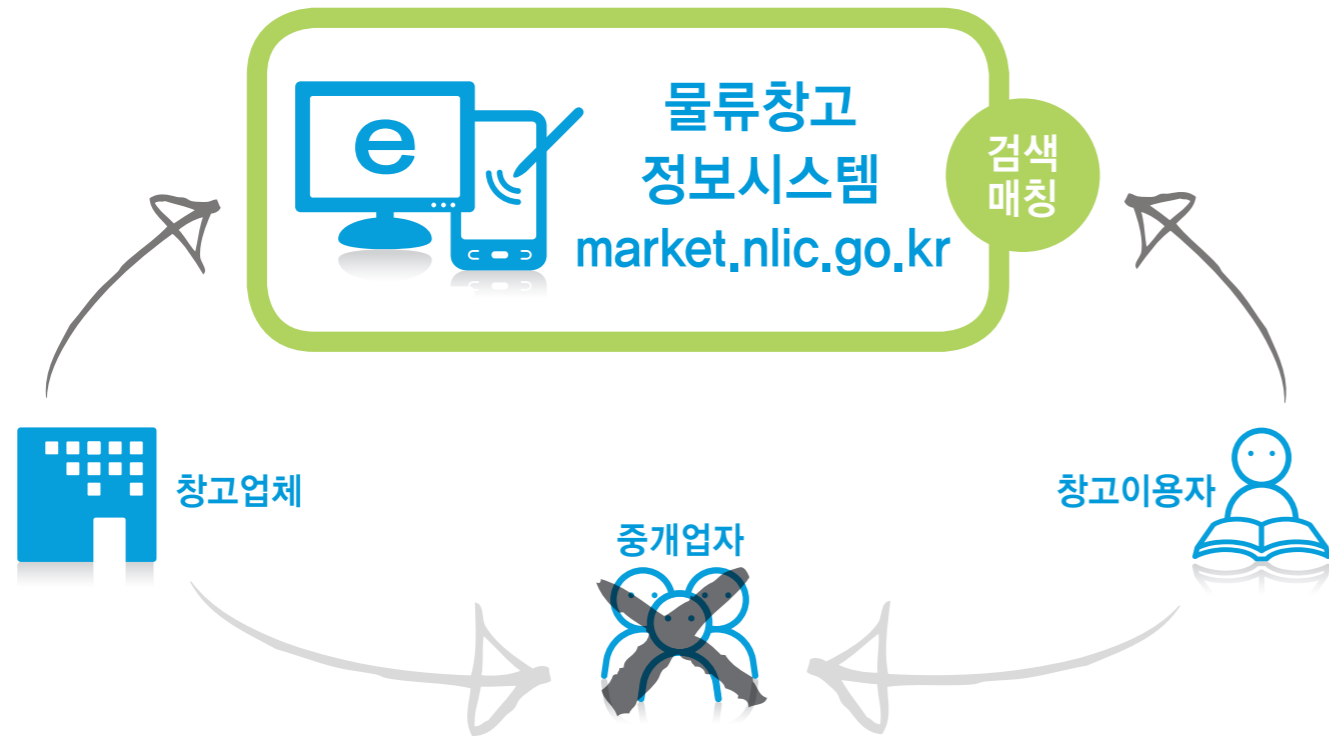 e
물류창고
정보시스템
market.nlic.go.kr
검색
매칭
창고업체
창고이용자
중개업자